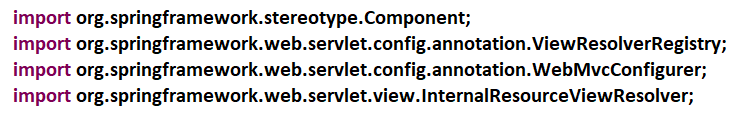 import org.springframework.stereotype.Component;
import org.springframework.web.servlet.config.annotation.ViewResolverRegistry;
import org.springframework.web.servlet.config.annotation.WebMvcConfigurer;
import org.springframework.web.servlet.view.InternalResourceViewResolver;